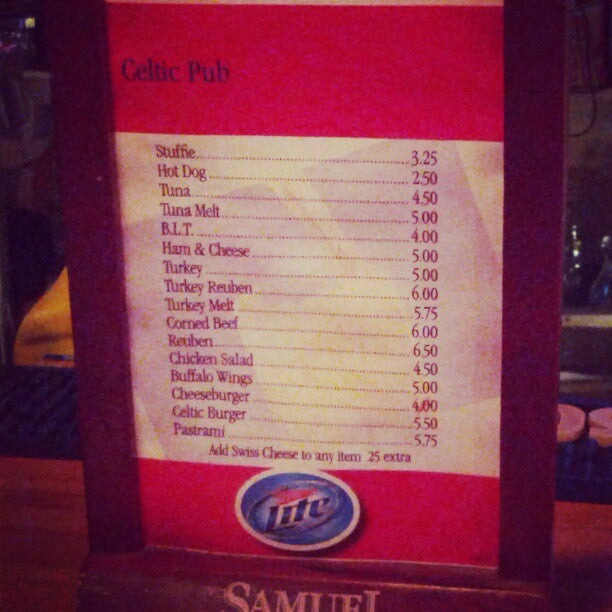 Celtic Pub
Stuffie 3.25
Hot Dog 2.50
Tuna 4.50
Tuna Melt 5.00
B.L.T. 4.00
Ham & Cheese 5.00
Turkey 5.00
Turkey Reuben 6.00
Turkey Melt 5.75
Corned Beef 6.00
Reuben 6.50
Chicken Salad 4.50
Buffalo Wings 5.00
Cheeseburger 4.00
Celtic Burger 5.50
Pastrami 5.75
Add Swiss Cheese to any item 25 extra
Lite
SAMUEL